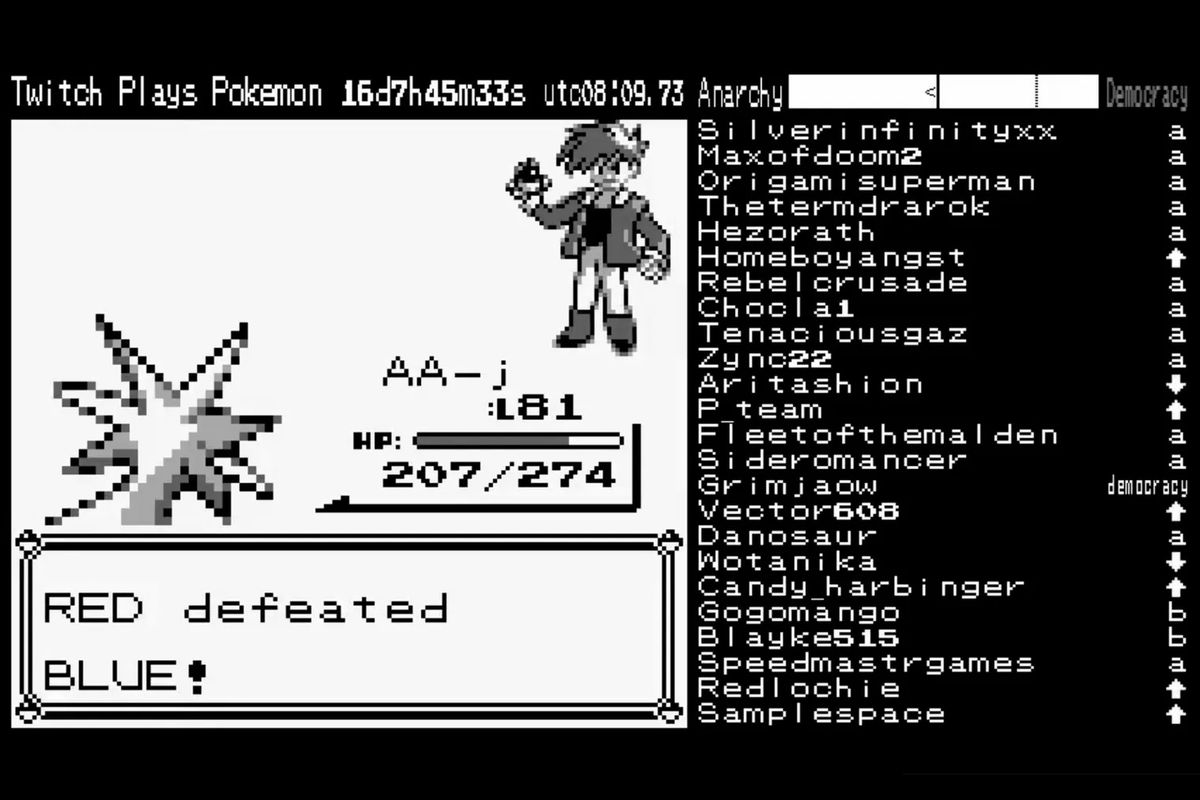 Twitch Plays Pokemon 16d7h45m33s utc08:09.73 Anarchy < Democracy
AA-j
:L81
HP:
207/274
RED defeated
BLUE!
Silverinfinityxx a
Maxofdoom2 a
Origamisuperman a
Thetermdrarok a
Hezorath a
Homeboyangst ⬆
Rebelcrusade a
Chocla1 a
Tenaciousgaz a
Zync22 a
Aritashion ⬇
P_team ⬆
Fleetofthemalden a
Sideromancer a
Grimjaow democracy
Vector608 ⬆
Danosaur a
Wotanika ⬇
Candy_harbinger ⬆
Gogomango b
Blayke515 b
Speedmastrgames a
Redlochie ⬆
Samplespace ⬆